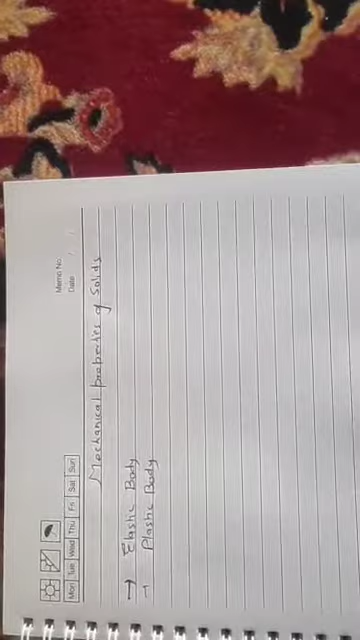 Memo No.
Date / /
Mon Tue Wed Thu Fri Sat Sun
Mechanical properties of Solids
→ Elastic Body
→ Plastic Body